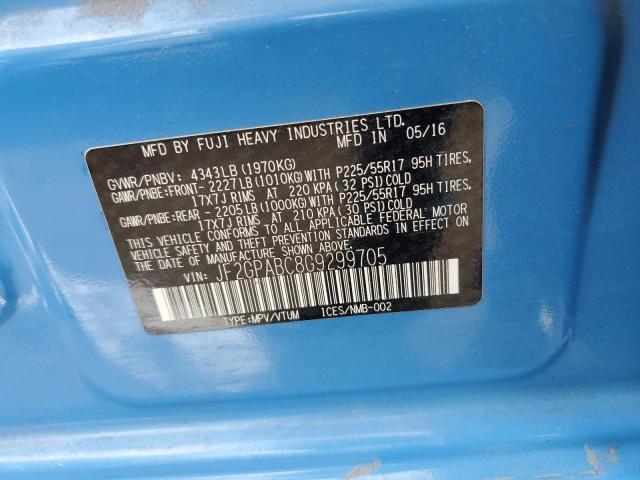 MFD BY FUJI HEAVY INDUSTRIES LTD.
MFD IN 05/16
GVWR/PNBV: 4343LB(1970KG)
GAWR/PNBE:FRONT- 2227LB(1010KG)WITH P225/55R17 95H TIRES,
17X7J RIMS AT 220 KPA(32 PSI)COLD
GAWR/PNBE:REAR - 2205LB(1000KG)WITH P225/55R17 95H TIRES,
17X7J RIMS AT 210 KPA(30 PSI)COLD
THIS VEHICLE CONFORMS TO ALL APPLICABLE FEDERAL MOTOR
VEHICLE SAFETY AND THEFT PREVENTION STANDARDS IN EFFECT
ON THE DATE OF MANUFACTURE SHOWN ABOVE.
VIN: JF2GPABC8G9299705
TYPE:MPV/VTUM ICES/NMB-002